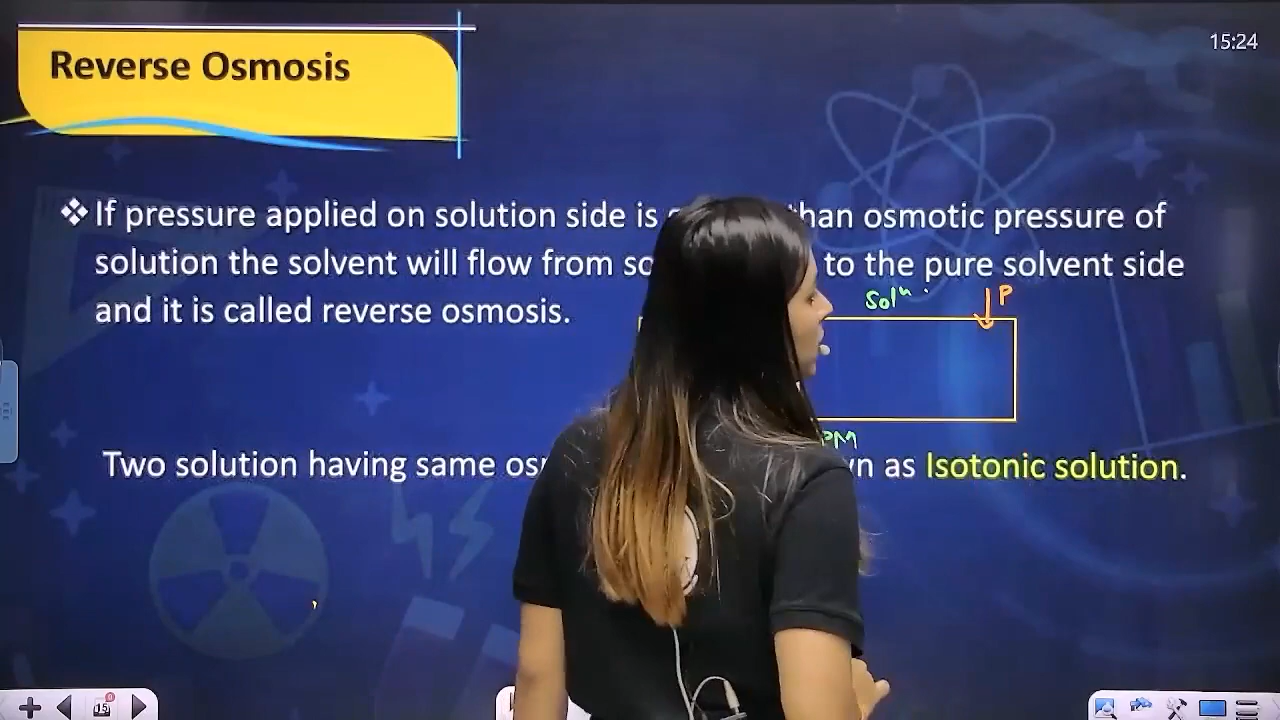 Reverse Osmosis
15:24
If pressure applied on solution side is than osmotic pressure of
solution the solvent will flow from to the pure solvent side
and it is called reverse osmosis.
Soln
P
PM
Two solution having same as Isotonic solution.
15